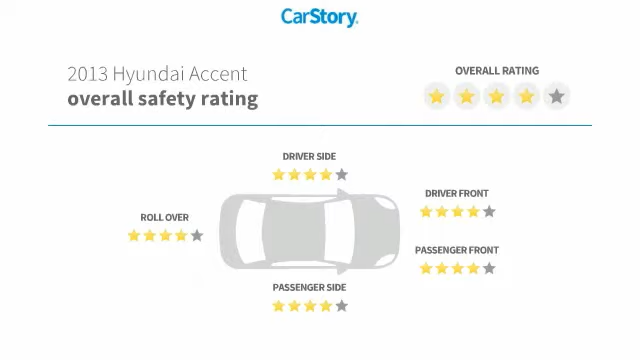 CarStory
2013 Hyundai Accent
overall safety rating
OVERALL RATING
DRIVER SIDE
DRIVER FRONT
ROLL OVER
PASSENGER FRONT
PASSENGER SIDE